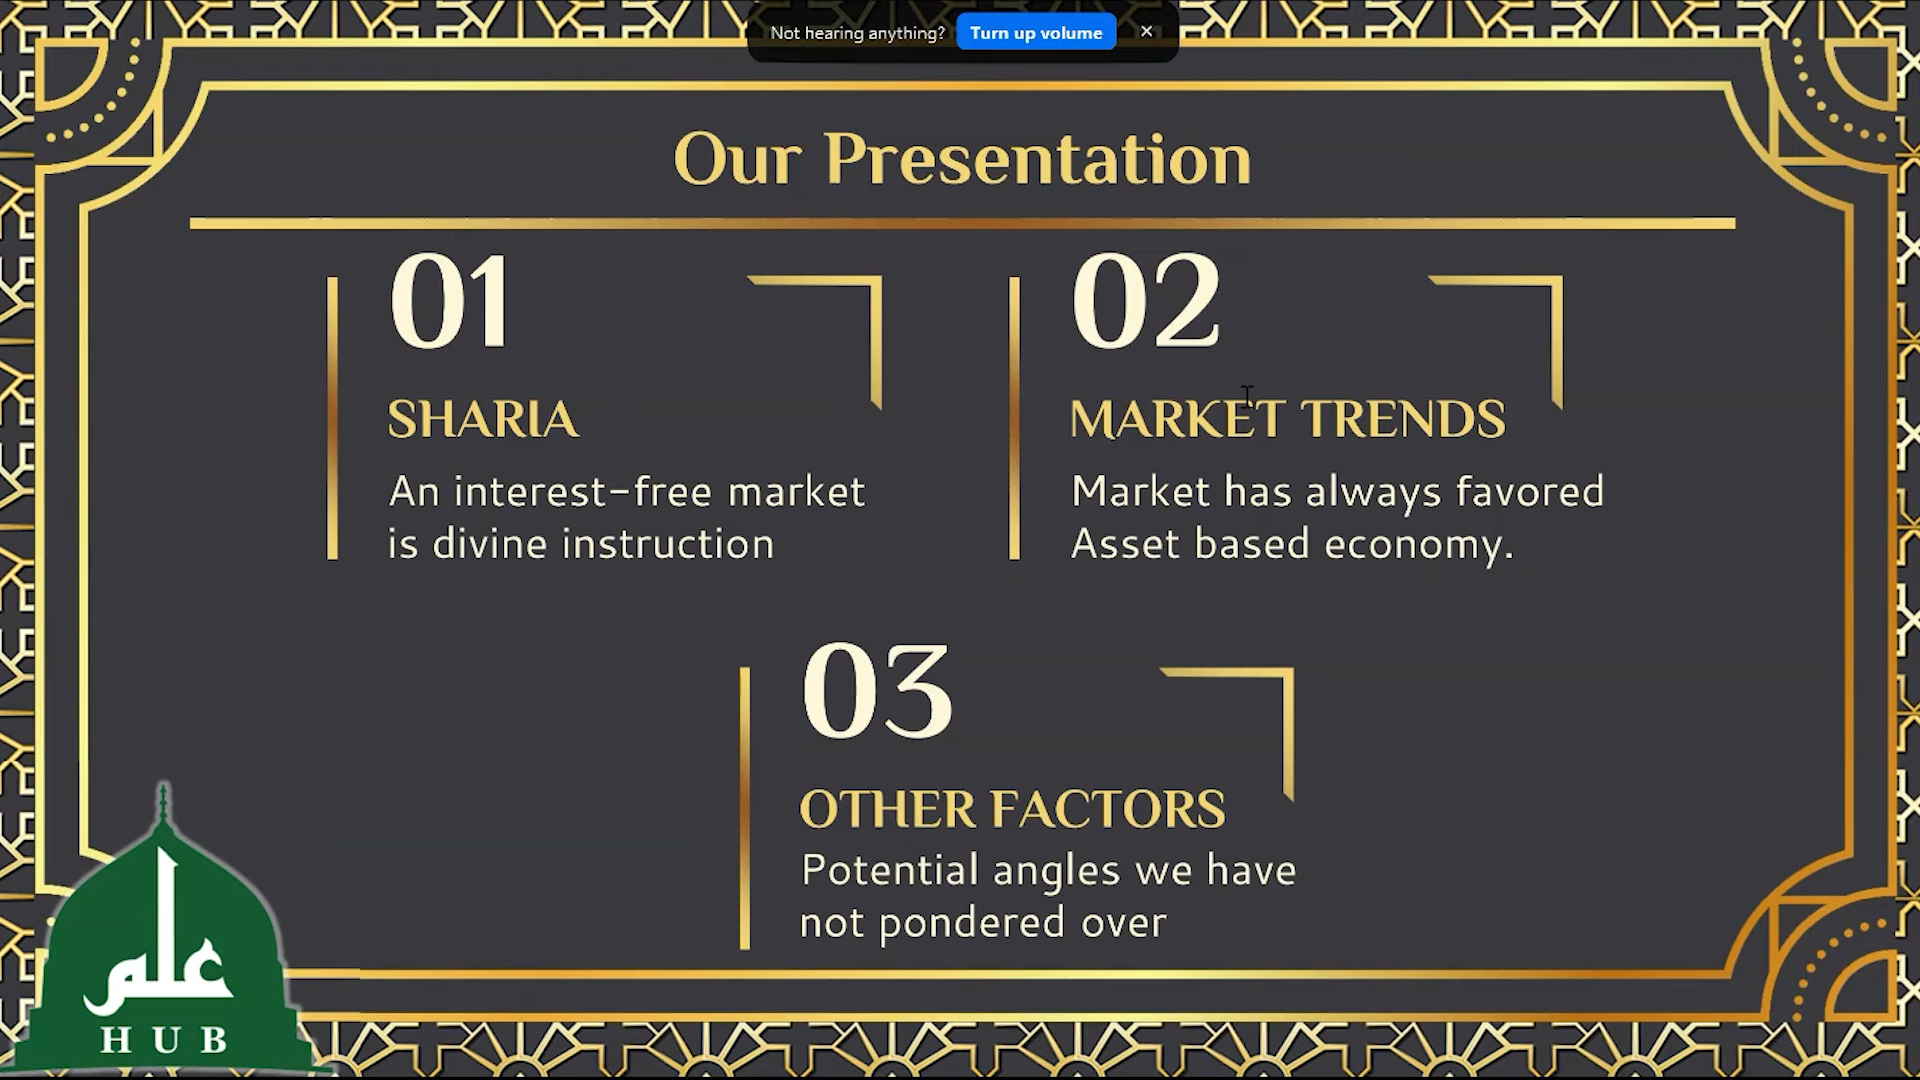 Not hearing anything? Turn up volume
Our Presentation
01
SHARIA
An interest-free market
is divine instruction
02
MARKET TRENDS
Market has always favored
Asset based economy.
03
OTHER FACTORS
Potential angles we have
not pondered over
علم
HUB